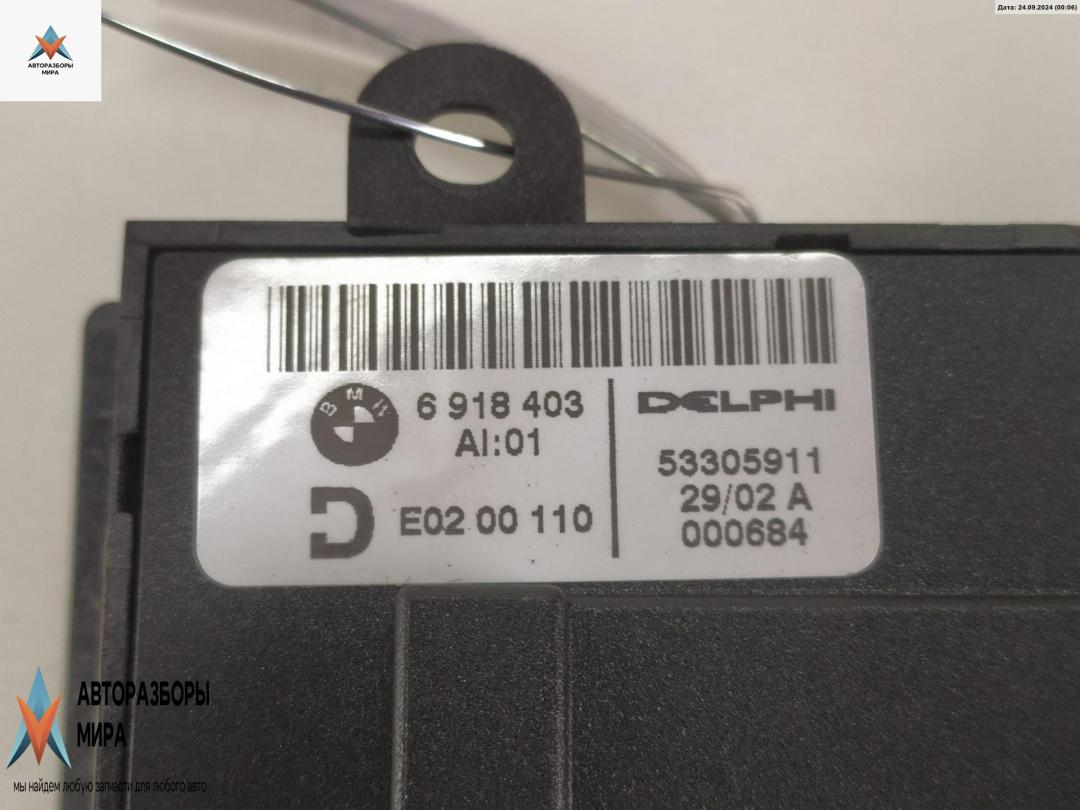 Дата: 24.09.2024 (00:06)
АВТОРАЗБОРЫ
МИРА
BMW
6 918 403
AI:01
D
E02 00 110
DELPHI
53305911
29/02 A
000684
АВТОРАЗБОРЫ
МИРА
мы найдем любую запчасти для любого авто